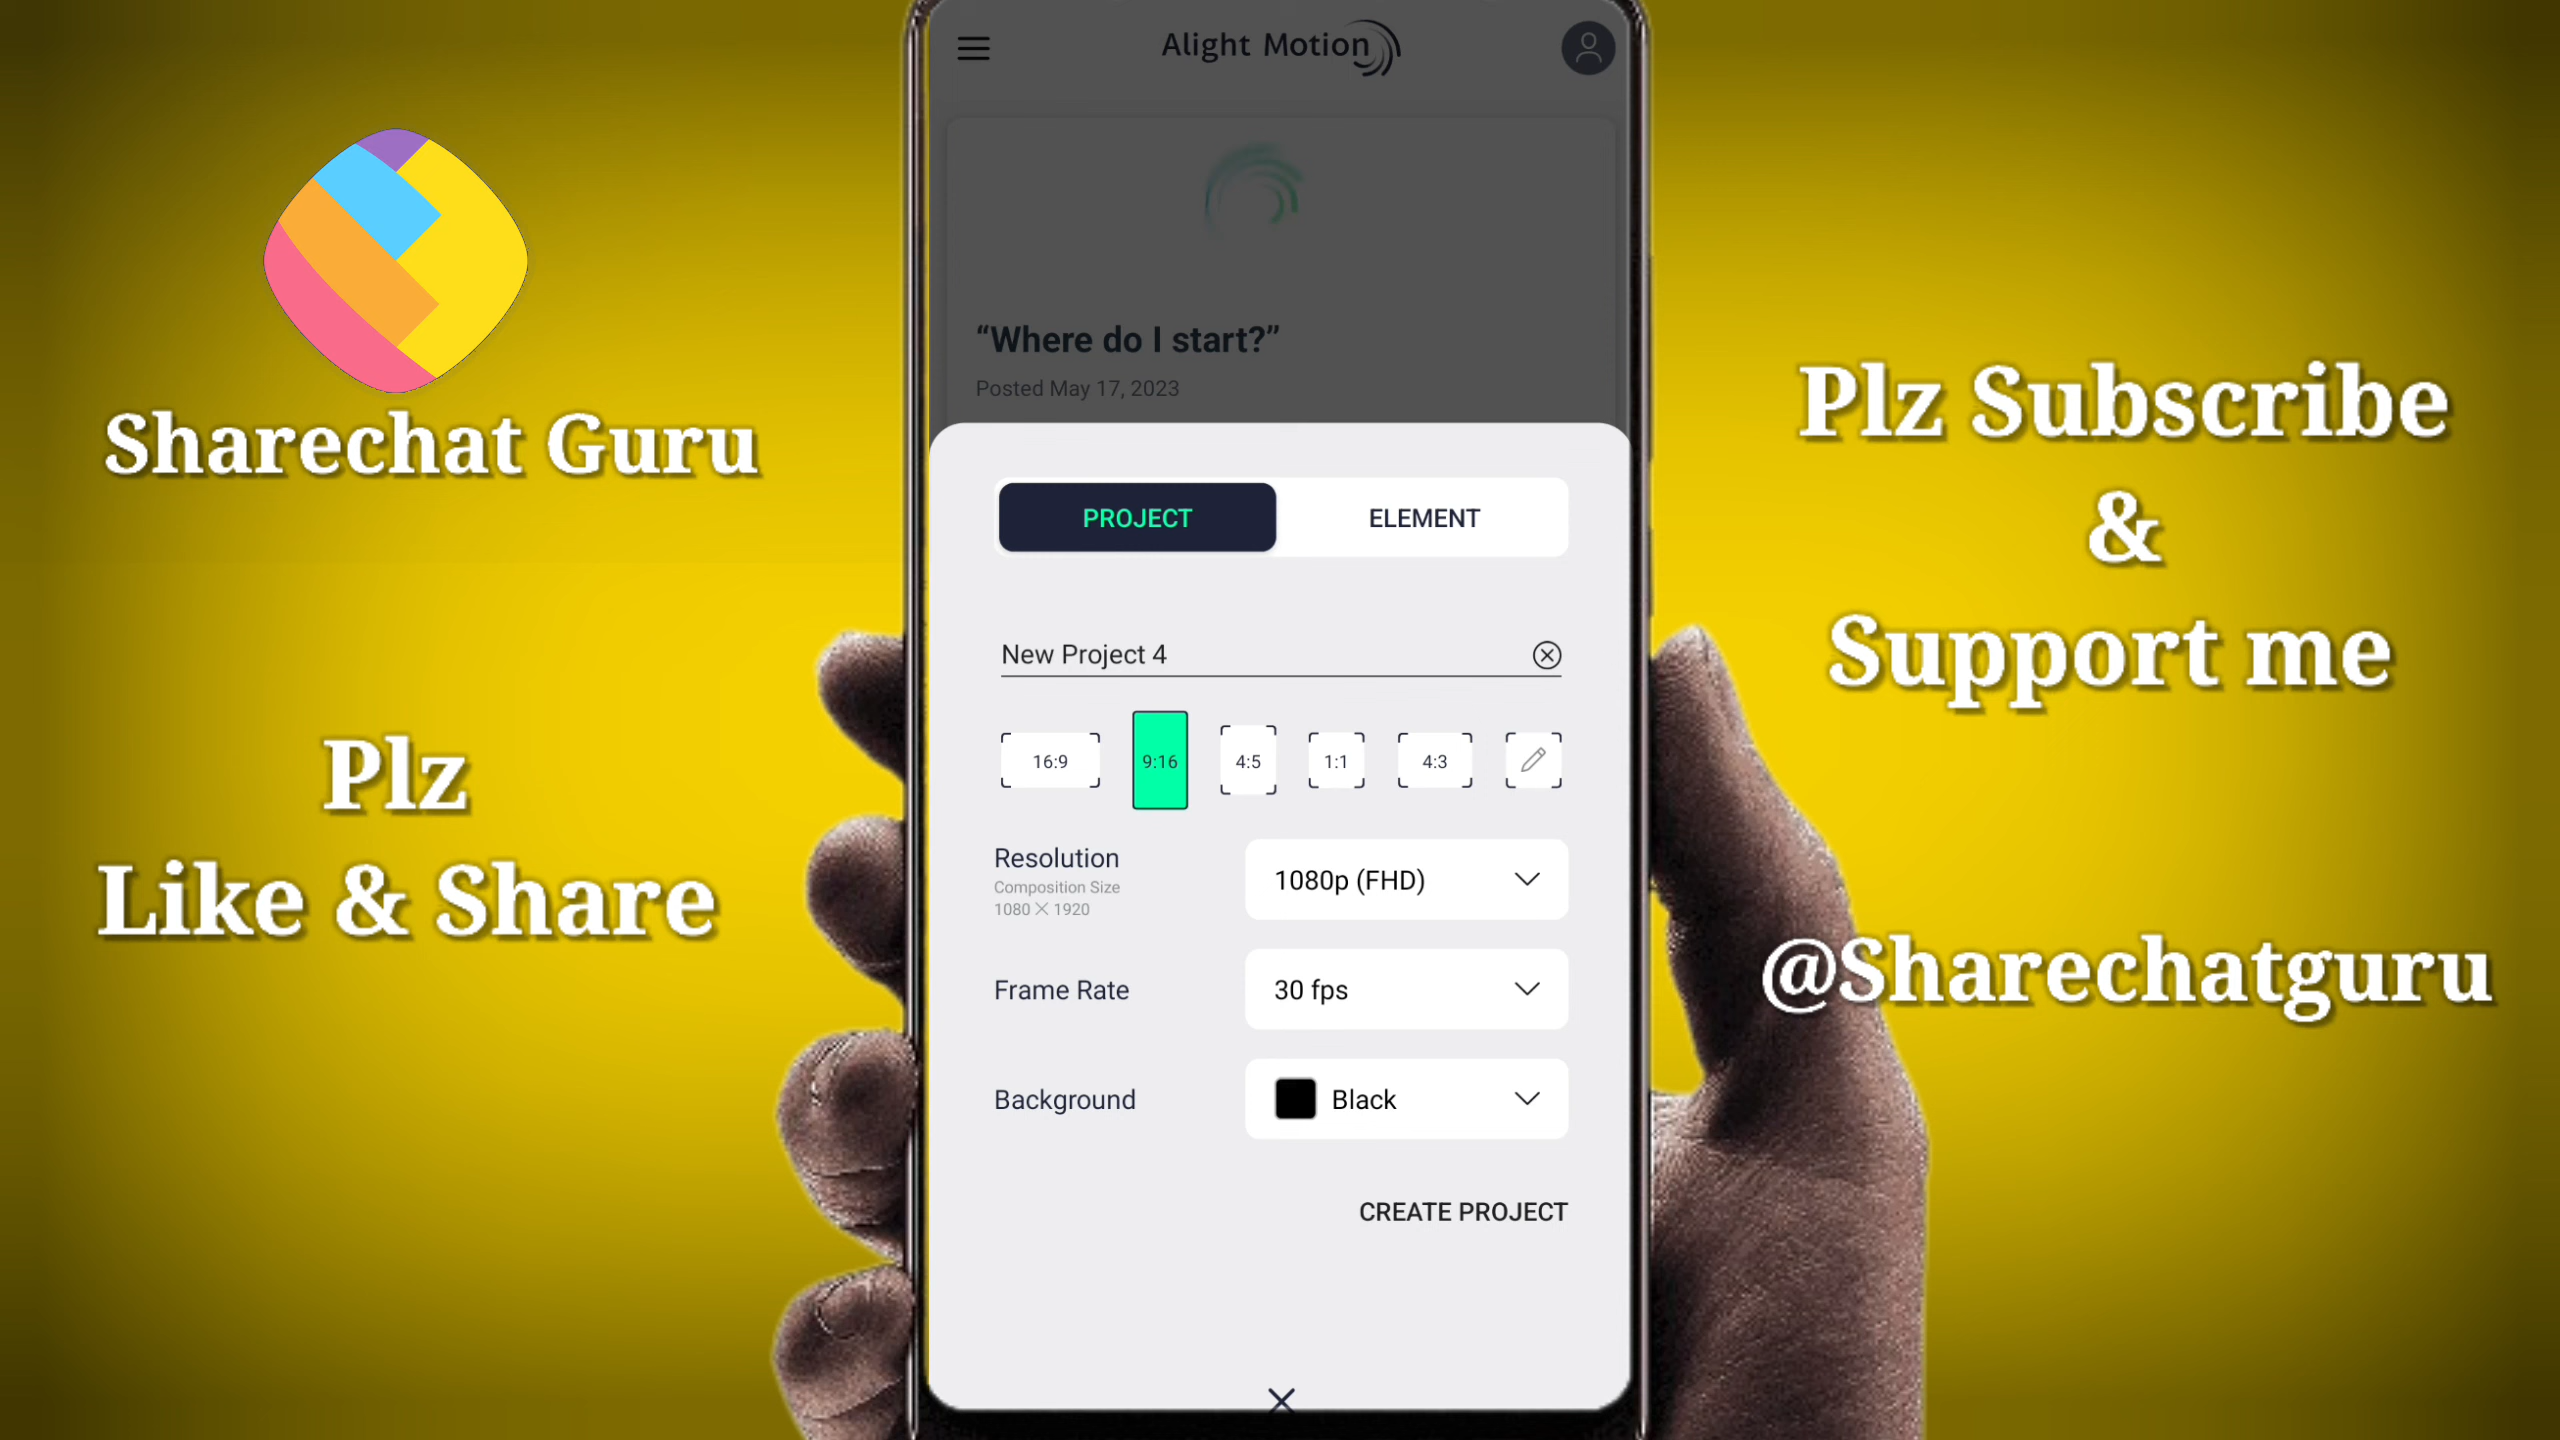 Alight Motion
“Where do I start?”
Posted May 17, 2023
Sharechat Guru
Plz
Like & Share
PROJECT
ELEMENT
New Project 4
16:9
9:16
4:5
1:1
4:3
Resolution
Composition Size
1080 × 1920
1080p (FHD)
Frame Rate
30 fps
Background
Black
CREATE PROJECT
Plz Subscribe
&
Support me
@Sharechatguru